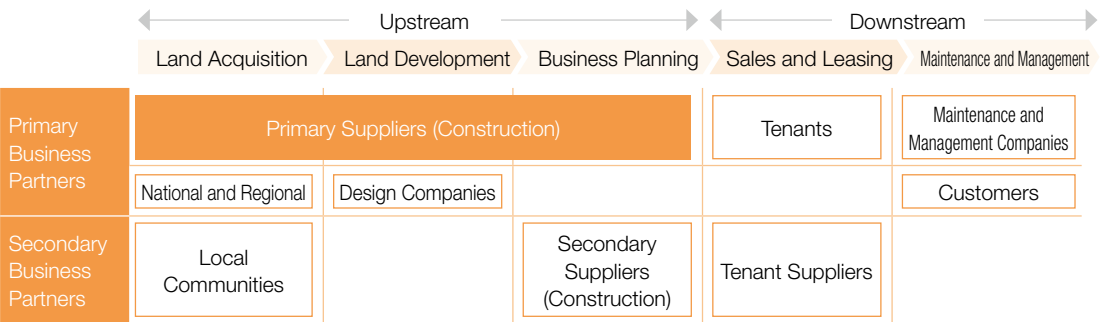 Upstream
Downstream
Land Acquisition
Land Development
Business Planning
Sales and Leasing
Maintenance and Management
Primary
Business
Partners
Primary Suppliers (Construction)
Tenants
Maintenance and
Management Companies
National and Regional
Design Companies
Customers
Secondary
Business
Partners
Local
Communities
Secondary
Suppliers
(Construction)
Tenant Suppliers